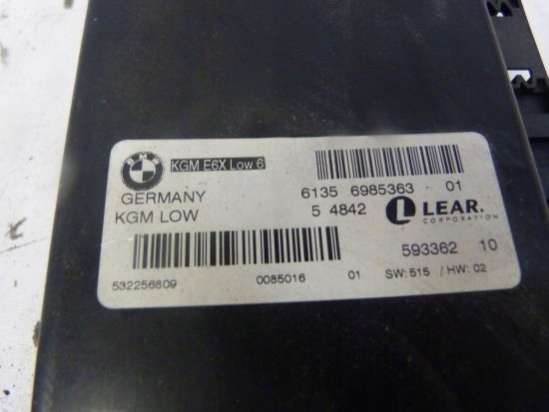 BMW
KGM E6X Low 6
GERMANY
KGM LOW
6135 6985363 01
5 4842
LEAR.
CORPORATION
593362 10
532256809
0085016
01
SW: 515 / HW: 02